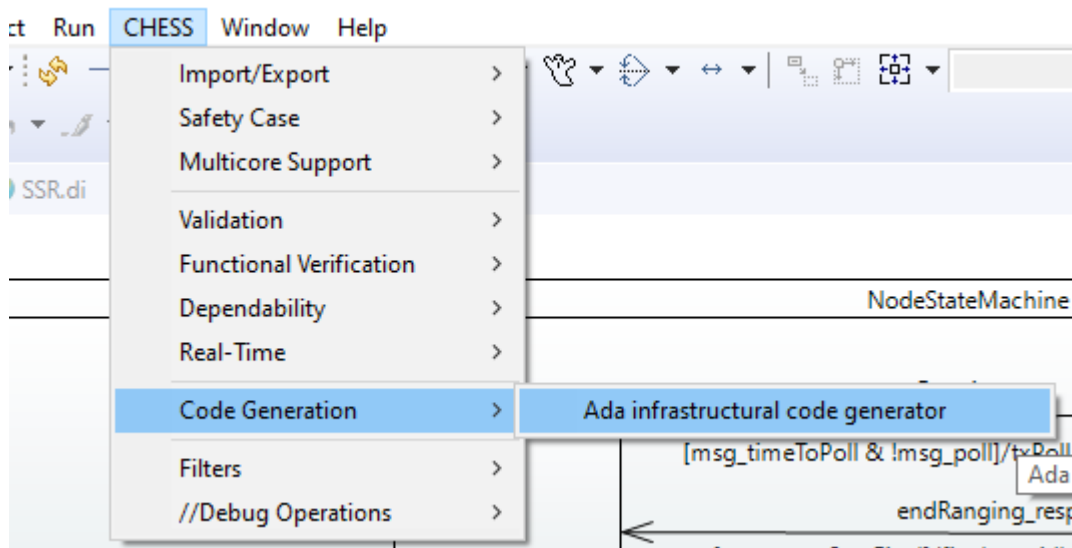 ct Run CHESS Window Help
Import/Export
Safety Case
Multicore Support
SSR.di
Validation
Functional Verification
Dependability
NodeStateMachine
Real-Time
Code Generation
Ada infrastructural code generator
[msg_timeToPoll & !msg_poll]/txPoll
Ada
Filters
//Debug Operations
endRanging_resp